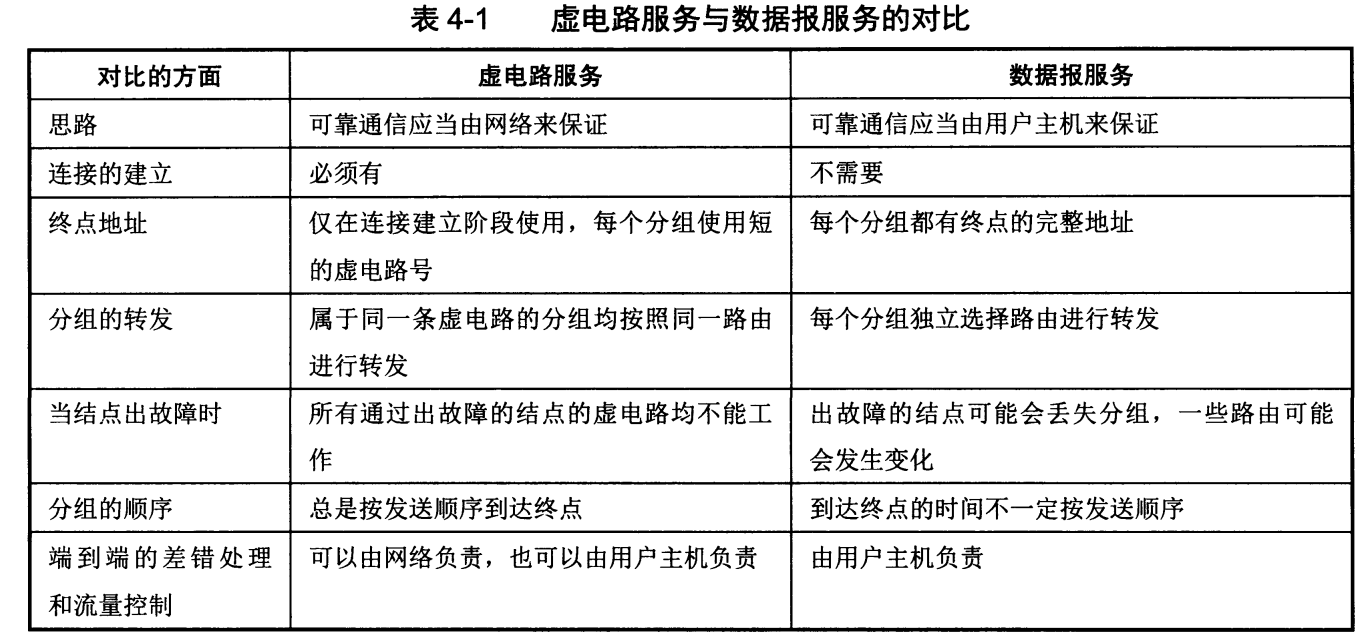 表 4-1 虚电路服务与数据报服务的对比
对比的方面 虚电路服务 数据报服务
思路 可靠通信应当由网络来保证 可靠通信应当由用户主机来保证
连接的建立 必须有 不需要
终点地址 仅在连接建立阶段使用，每个分组使用短 每个分组都有终点的完整地址
的虚电路号
分组的转发 属于同一条虚电路的分组均按照同一路由 每个分组独立选择路由进行转发
进行转发
当结点出故障时 所有通过出故障的结点的虚电路均不能工 出故障的结点可能会丢失分组，一些路由可能
作 会发生变化
分组的顺序 总是按发送顺序到达终点 到达终点的时间不一定按发送顺序
端到端的差错处理 可以由网络负责，也可以由用户主机负责 由用户主机负责
和流量控制